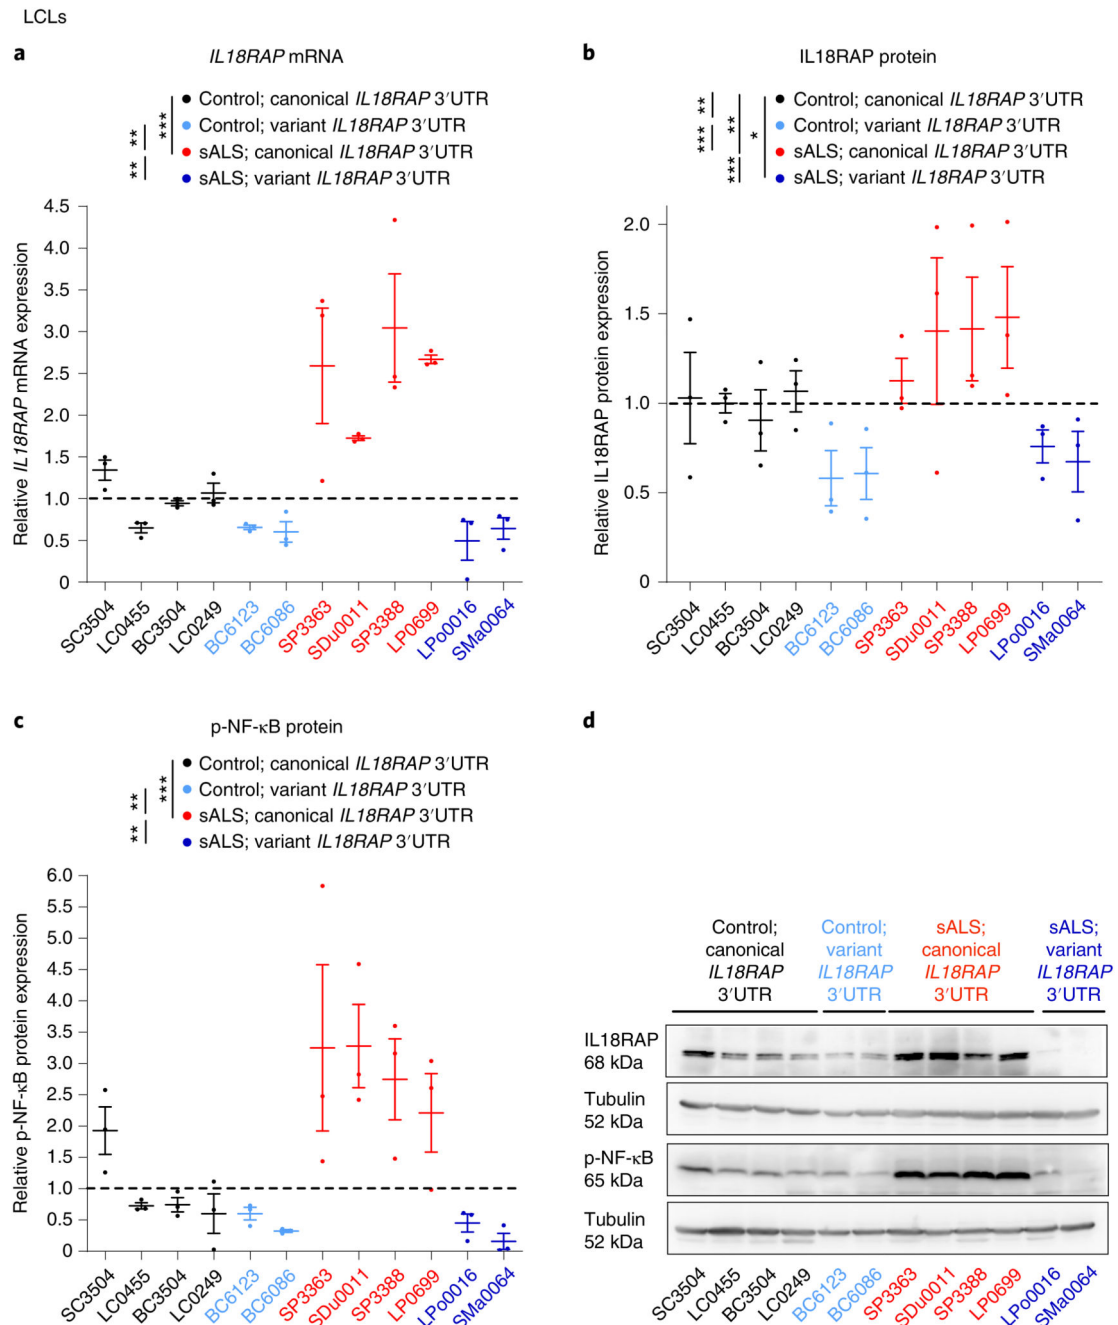 LCLs
a
IL18RAP mRNA
Control; canonical IL18RAP 3′UTR
Control; variant IL18RAP 3′UTR
sALS; canonical IL18RAP 3′UTR
sALS; variant IL18RAP 3′UTR
**
**
***
Relative IL18RAP mRNA expression
4.5
4.0
3.5
3.0
2.5
2.0
1.5
1.0
0.5
0
SC3504
LC0455
BC3504
LC0249
BC6123
BC6086
SP3363
SDu0011
SP3388
LP0699
LPo0016
SMa0064
b
IL18RAP protein
Control; canonical IL18RAP 3′UTR
Control; variant IL18RAP 3′UTR
sALS; canonical IL18RAP 3′UTR
sALS; variant IL18RAP 3′UTR
**
***
**
***
*
Relative IL18RAP protein expression
2.0
1.5
1.0
0.5
0
SC3504
LC0455
BC3504
LC0249
BC6123
BC6086
SP3363
SDu0011
SP3388
LP0699
LPo0016
SMa0064
c
p-NF-κB protein
Control; canonical IL18RAP 3′UTR
Control; variant IL18RAP 3′UTR
sALS; canonical IL18RAP 3′UTR
sALS; variant IL18RAP 3′UTR
**
**
***
Relative p-NF-κB protein expression
6.0
5.5
5.0
4.5
4.0
3.5
3.0
2.5
2.0
1.5
1.0
0.5
0
SC3504
LC0455
BC3504
LC0249
BC6123
BC6086
SP3363
SDu0011
SP3388
LP0699
LPo0016
SMa0064
d
Control;
canonical
IL18RAP
3′UTR
Control;
variant
IL18RAP
3′UTR
sALS;
canonical
IL18RAP
3′UTR
sALS;
variant
IL18RAP
3′UTR
IL18RAP
68 kDa
Tubulin
52 kDa
p-NF-κB
65 kDa
Tubulin
52 kDa
SC3504
LC0455
BC3504
LC0249
BC6123
BC6086
SP3363
SDu0011
SP3388
LP0699
LPo0016
SMa0064